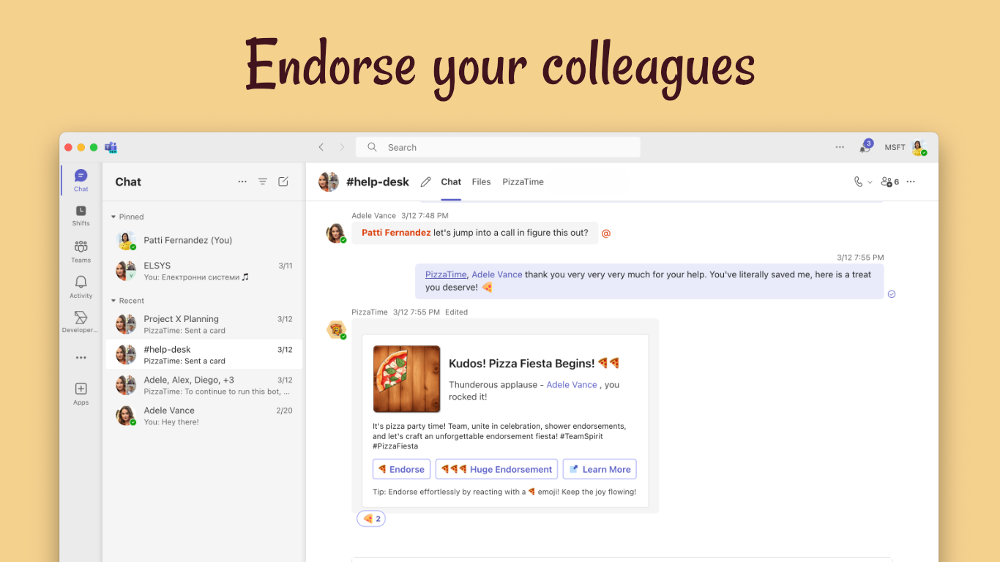 Endorse your colleagues
Search
3
MSFT
Chat
Shifts
Teams
Activity
Developer...
Apps
Chat
Pinned
Patti Fernandez (You)
ELSYS 3/11
You: Електронни системи 🎵
Recent
Project X Planning 3/12
PizzaTime: Sent a card
#help-desk 3/12
PizzaTime: Sent a card
Adele, Alex, Diego, +3 3/12
PizzaTime: To continue to run this bot, ...
Adele Vance 2/20
You: Hey there!
#help-desk Chat Files PizzaTime 6
Adele Vance 3/12 7:48 PM
Patti Fernandez let's jump into a call in figure this out? @
3/12 7:55 PM
PizzaTime, Adele Vance thank you very very very much for your help. You've literally saved me, here is a treat
you deserve! 🍕
PizzaTime 3/12 7:55 PM Edited
Kudos! Pizza Fiesta Begins! 🍕🍕
Thunderous applause - Adele Vance , you
rocked it!
It's pizza party time! Team, unite in celebration, shower endorsements,
and let's craft an unforgettable endorsement fiesta! #TeamSpirit
#PizzaFiesta
🍕 Endorse 🍕🍕🍕 Huge Endorsement Learn More
Tip: Endorse effortlessly by reacting with a 🍕 emoji! Keep the joy flowing!
🍕 2